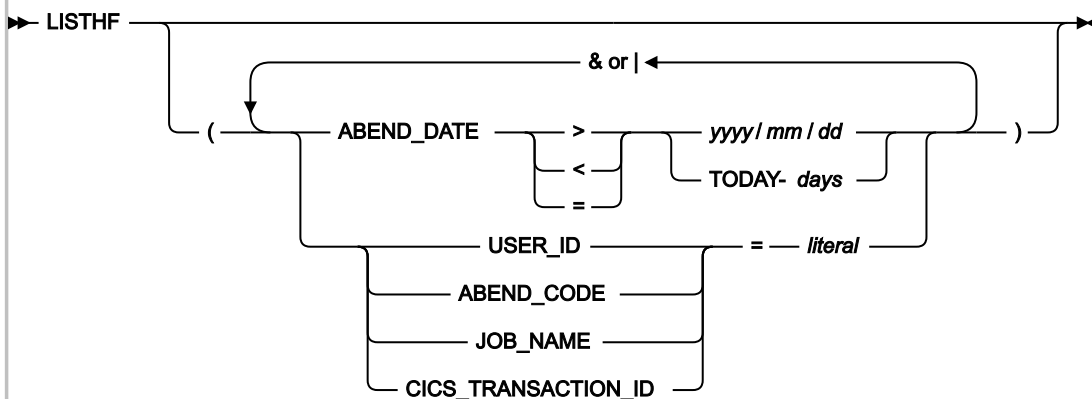 LISTHF
& or |
( ABEND_DATE > yyyy / mm / dd )
< TODAY- days
=
USER_ID = literal
ABEND_CODE
JOB_NAME
CICS_TRANSACTION_ID